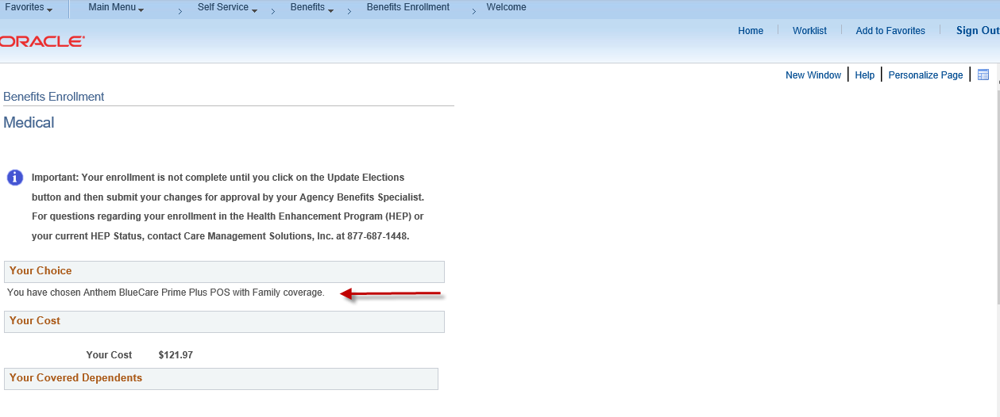 Favorites Main Menu Self Service Benefits Benefits Enrollment Welcome
ORACLE®
Home Worklist Add to Favorites Sign Out
New Window Help Personalize Page
Benefits Enrollment
Medical
Important: Your enrollment is not complete until you click on the Update Elections
button and then submit your changes for approval by your Agency Benefits Specialist.
For questions regarding your enrollment in the Health Enhancement Program (HEP) or
your current HEP Status, contact Care Management Solutions, Inc. at 877-687-1448.
Your Choice
You have chosen Anthem BlueCare Prime Plus POS with Family coverage.
Your Cost
Your Cost $121.97
Your Covered Dependents